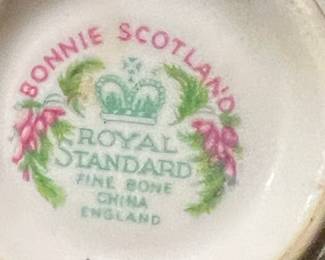 BONNIE SCOTLAND
ROYAL
STANDARD
FINE BONE
CHINA
ENGLAND